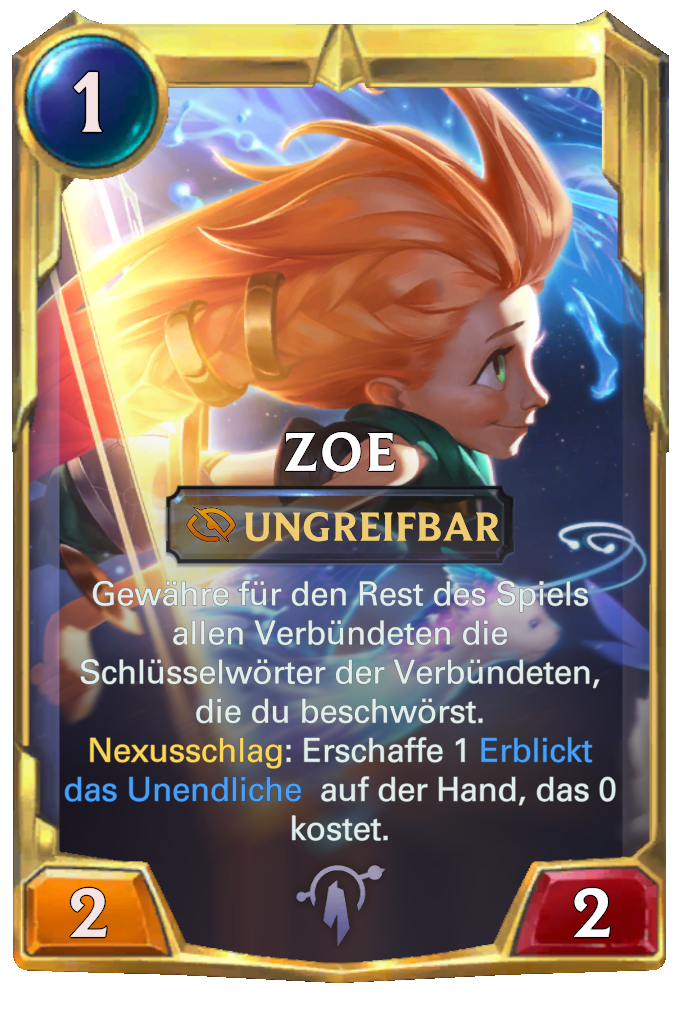 1
ZOE
UNGREIFBAR
Gewähre für den Rest des Spiels
allen Verbündeten die
Schlüsselwörter der Verbündeten,
die du beschwörst.
Nexusschlag: Erschaffe 1 Erblickt
das Unendliche auf der Hand, das 0
kostet.
2
2